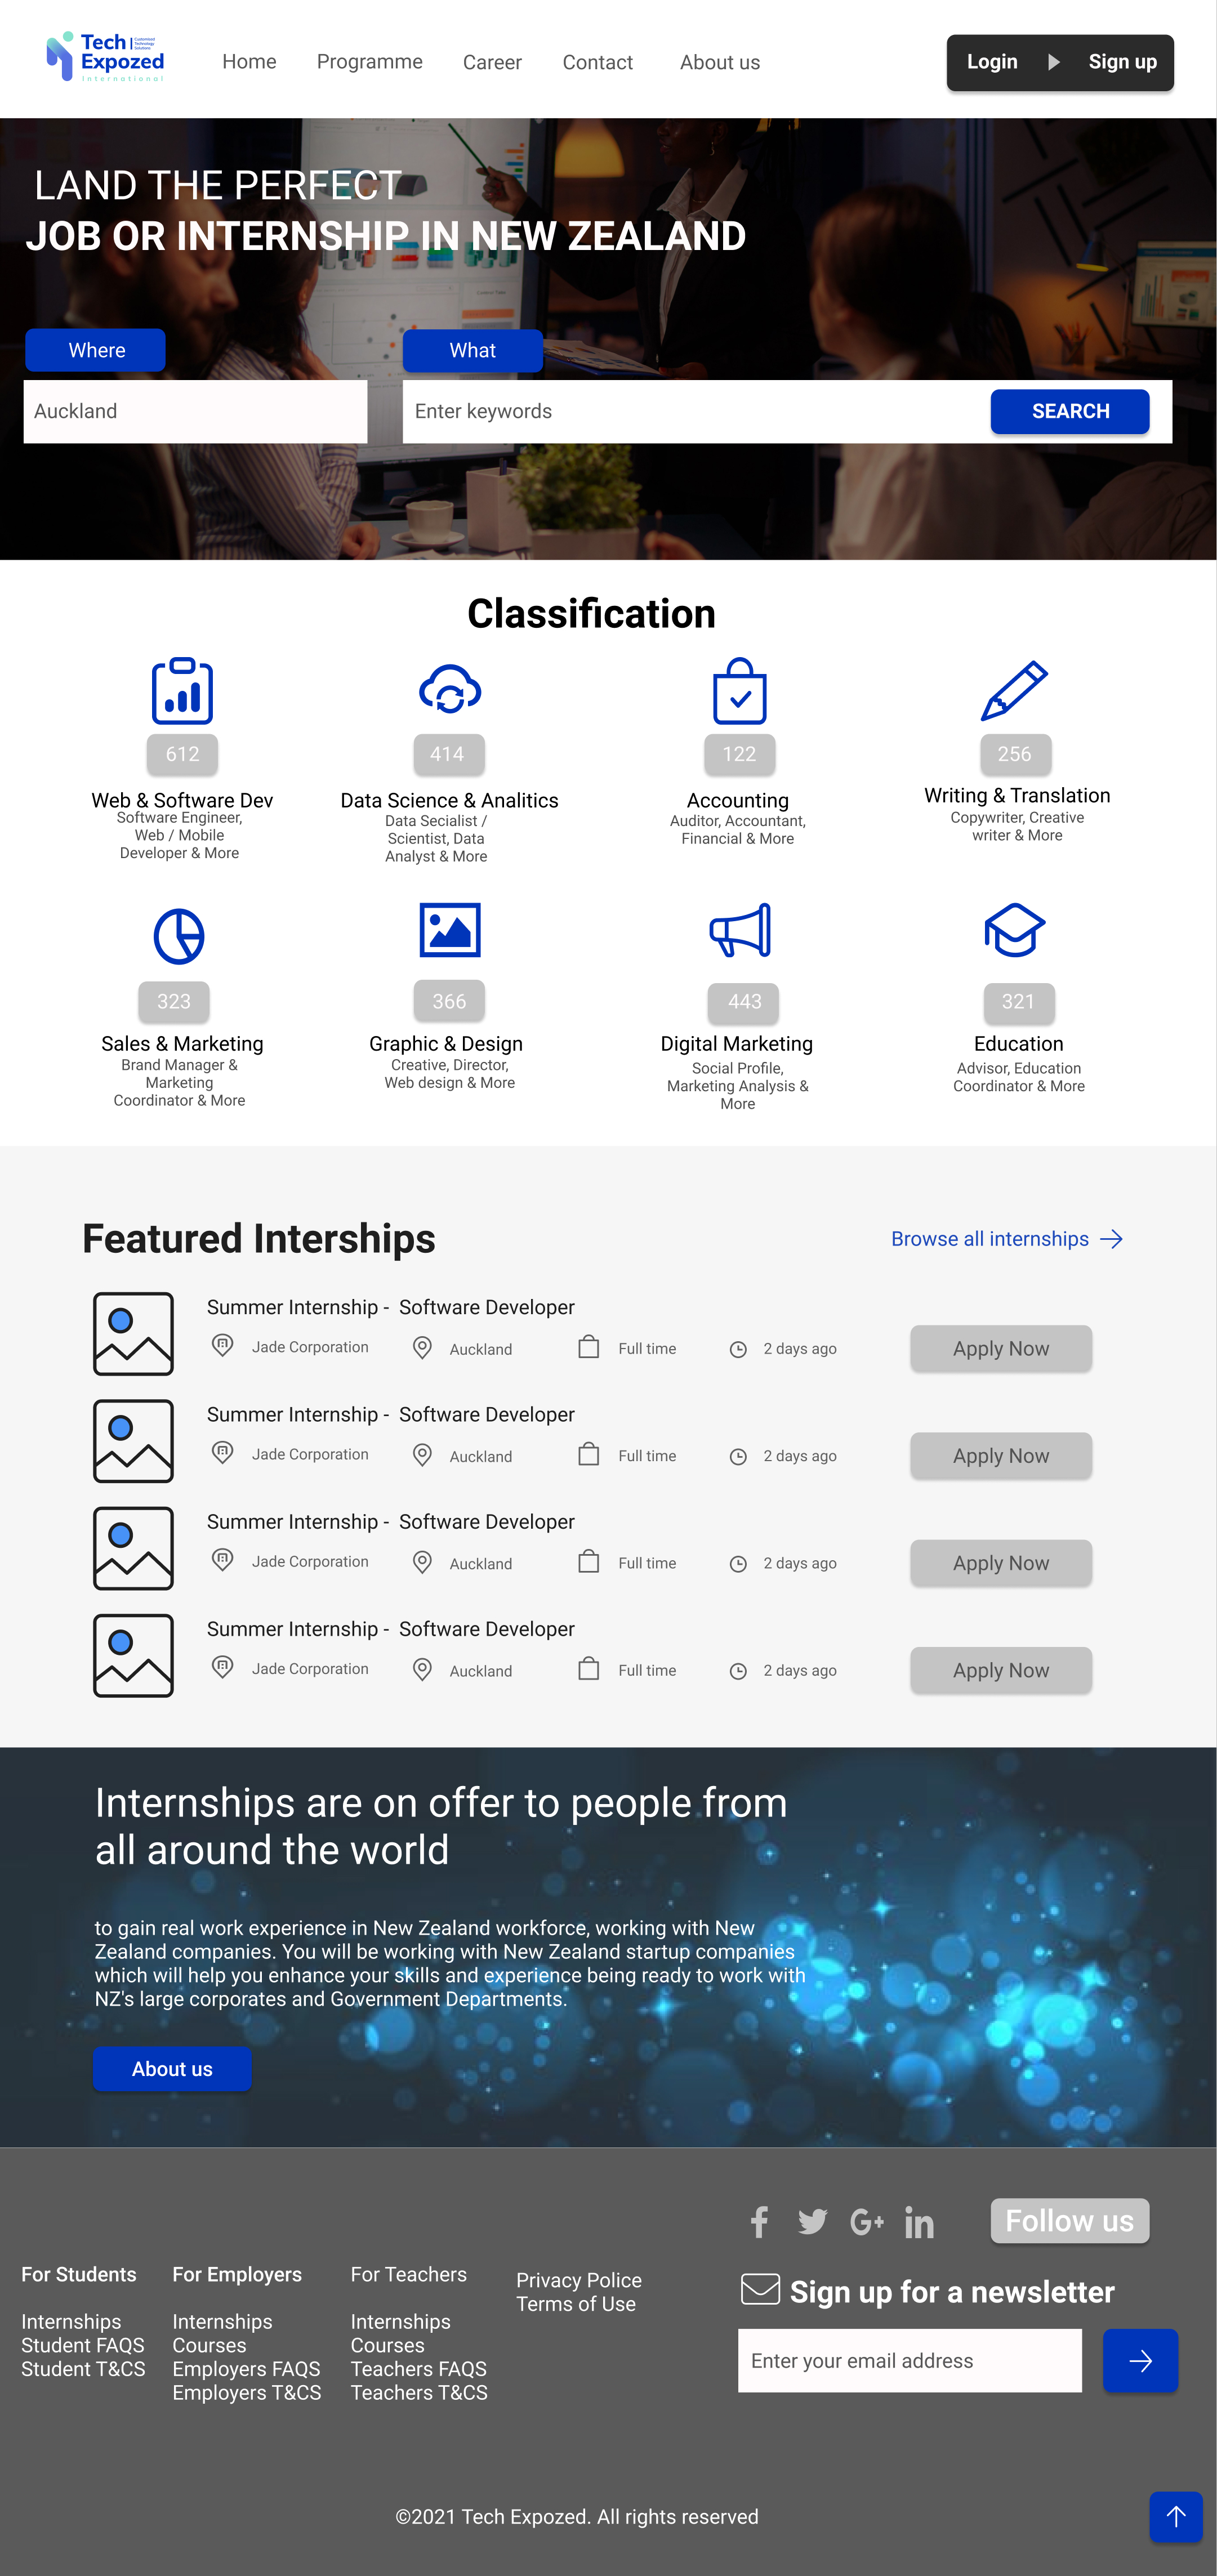 Tech
Expozed
Customised
Technology
Solutions
International
Home Programme Career Contact About us
Login Sign up
LAND THE PERFECT
JOB OR INTERNSHIP IN NEW ZEALAND
Where What
Auckland Enter keywords SEARCH
Classification
612
Web & Software Dev
Software Engineer,
Web / Mobile
Developer & More
414
Data Science & Analitics
Data Secialist /
Scientist, Data
Analyst & More
122
Accounting
Auditor, Accountant,
Financial & More
256
Writing & Translation
Copywriter, Creative
writer & More
323
Sales & Marketing
Brand Manager &
Marketing
Coordinator & More
366
Graphic & Design
Creative, Director,
Web design & More
443
Digital Marketing
Social Profile,
Marketing Analysis &
More
321
Education
Advisor, Education
Coordinator & More
Featured Interships
Browse all internships
Summer Internship - Software Developer
Jade Corporation Auckland Full time 2 days ago
Apply Now
Summer Internship - Software Developer
Jade Corporation Auckland Full time 2 days ago
Apply Now
Summer Internship - Software Developer
Jade Corporation Auckland Full time 2 days ago
Apply Now
Summer Internship - Software Developer
Jade Corporation Auckland Full time 2 days ago
Apply Now
Internships are on offer to people from
all around the world
to gain real work experience in New Zealand workforce, working with New
Zealand companies. You will be working with New Zealand startup companies
which will help you enhance your skills and experience being ready to work with
NZ's large corporates and Government Departments.
About us
Follow us
For Students
Internships
Student FAQS
Student T&CS
For Employers
Internships
Courses
Employers FAQS
Employers T&CS
For Teachers
Internships
Courses
Teachers FAQS
Teachers T&CS
Privacy Police
Terms of Use
Sign up for a newsletter
Enter your email address
©2021 Tech Expozed. All rights reserved